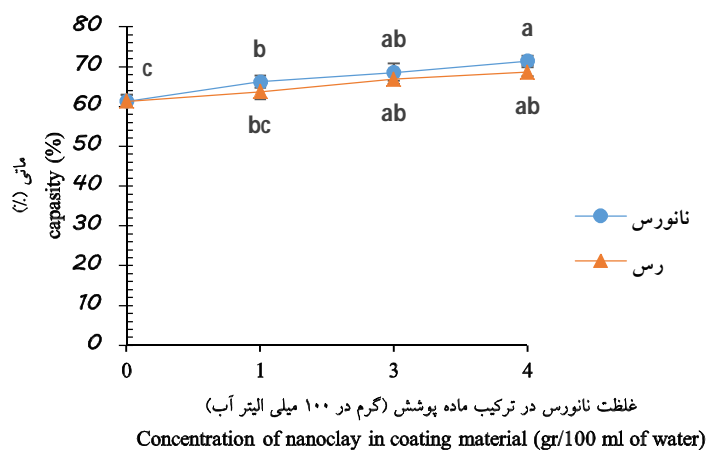 80
70
60
50
40
30
20
10
0
ماتی (٪)
capasity (%)
c
b
ab
a
bc
ab
ab
نانورس
رس
0
1
3
4
غلظت نانورس در ترکیب ماده پوشش (گرم در ۱۰۰ میلی الیتر آب)
Concentration of nanoclay in coating material (gr/100 ml of water)